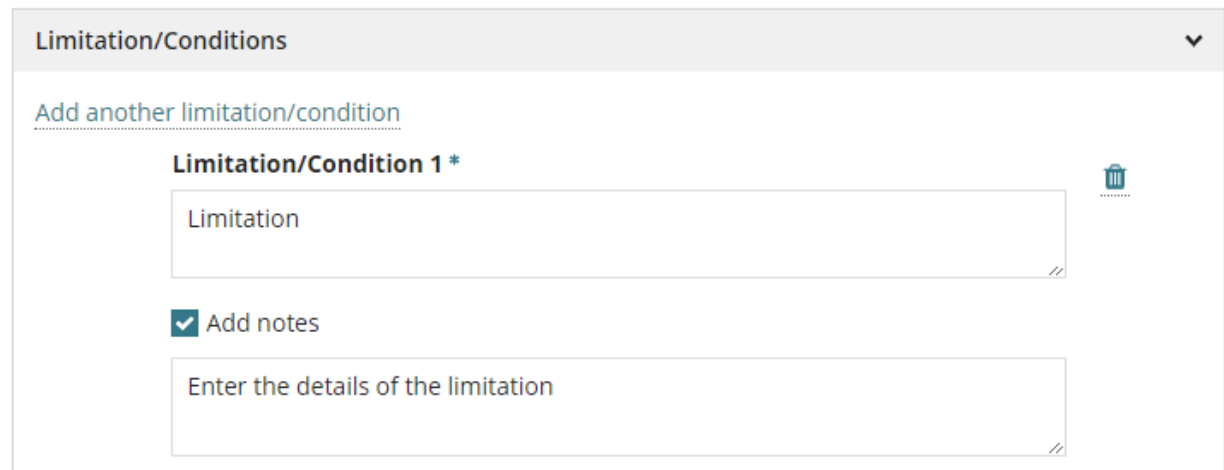 Limitation/Conditions
Add another limitation/condition
Limitation/Condition 1 *
Limitation
Add notes
Enter the details of the limitation